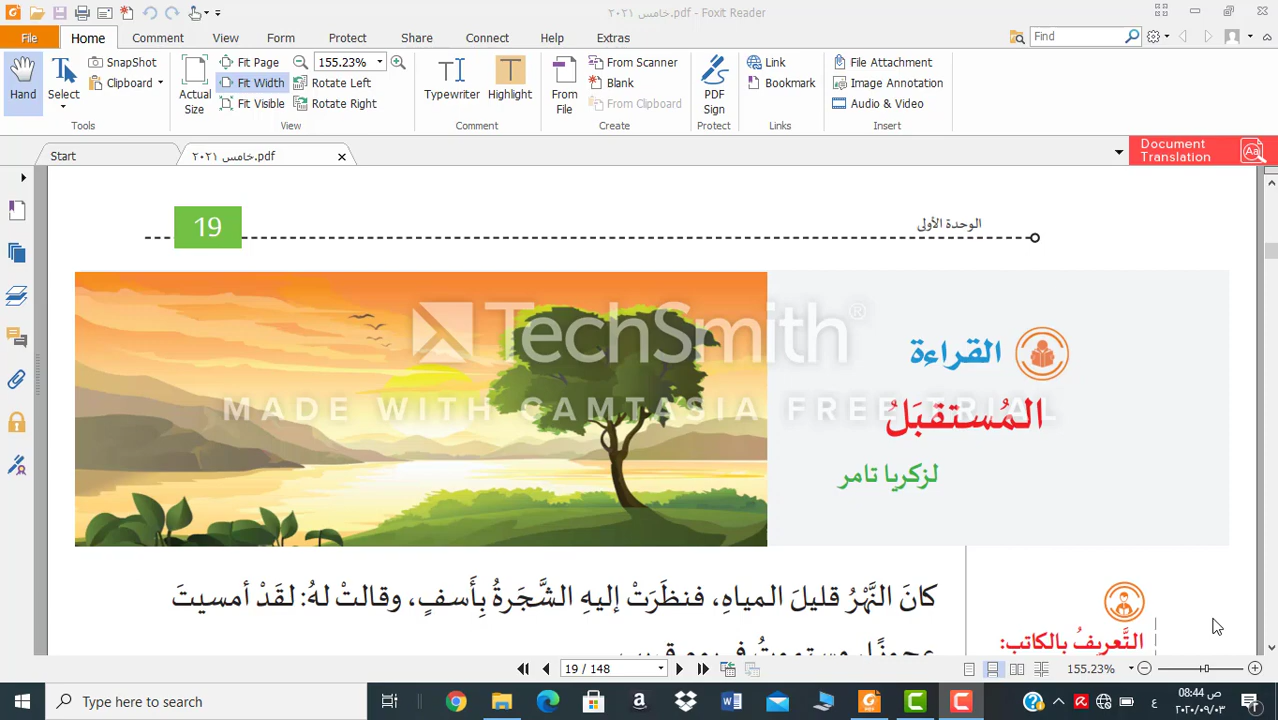 خامس ٢٠٢١.pdf - Foxit Reader
File Home Comment View Form Protect Share Connect Help Extras Find
Hand
Select
SnapShot
Clipboard
Tools
Actual Size
Fit Page
Fit Width
Fit Visible
155.23%
Rotate Left
Rotate Right
View
Typewriter
Highlight
Comment
From File
From Scanner
Blank
From Clipboard
Create
PDF Sign
Protect
Link
Bookmark
Links
File Attachment
Image Annotation
Audio & Video
Insert
Start
خامس ٢٠٢١.pdf
Document Translation
19
الوحدة الأولى
TechSmith®
MADE WITH CAMTASIA FREE TRIAL
القراءة
المُستقبَلُ
لزكريا تامر
كانَ النَّهْرُ قليلَ المياهِ، فنظَرَتْ إليهِ الشَّجَرةُ بِأَسفٍ، وقالتْ لهُ: لقَدْ أمسيتَ
التَّعريفُ بالكاتبِ:
19 / 148
155.23%
Type here to search
ص 08:44
٢٠٢٠/٠٩/٠٣
ع